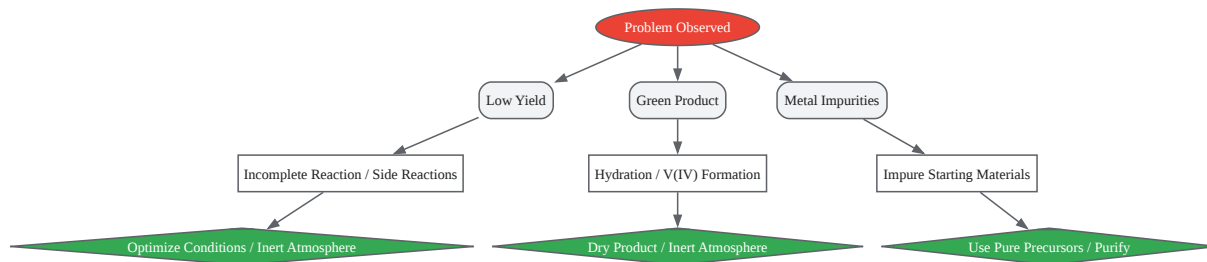 Problem Observed
Low Yield
Green Product
Metal Impurities
Incomplete Reaction / Side Reactions
Hydration / V(IV) Formation
Impure Starting Materials
Optimize Conditions / Inert Atmosphere
Dry Product / Inert Atmosphere
Use Pure Precursors / Purify